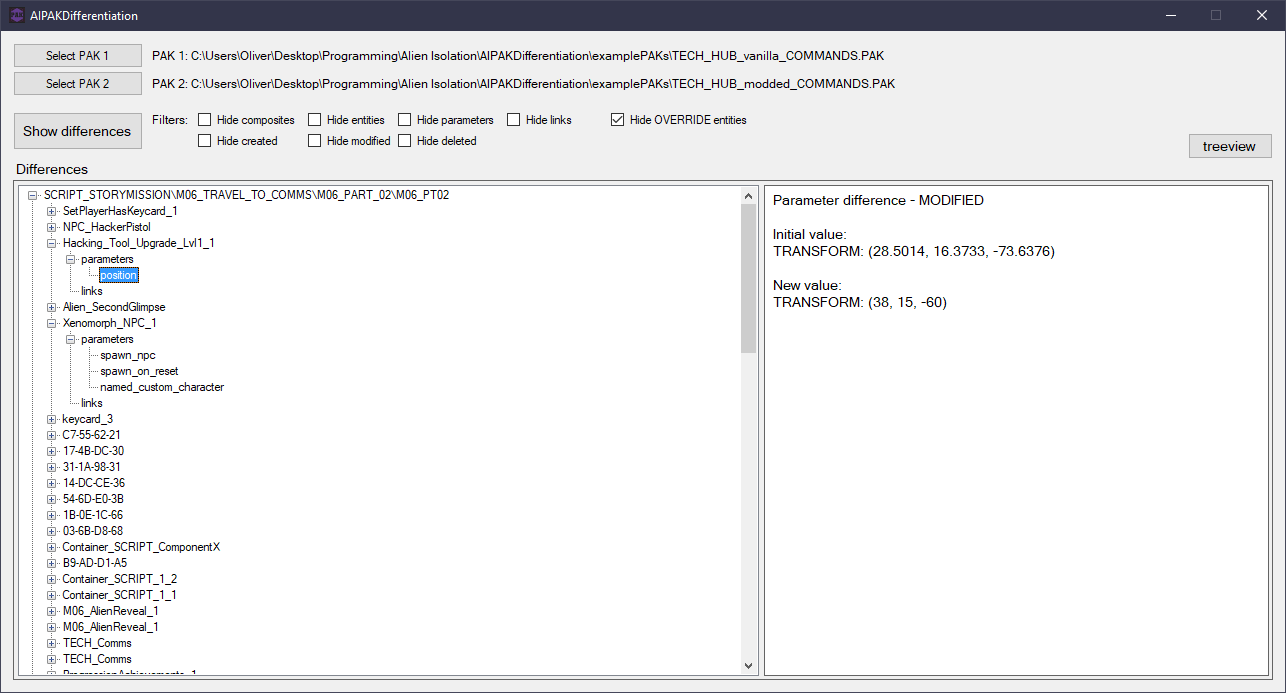 AIPAKDifferentiation
Select PAK 1
PAK 1: C:\Users\Oliver\Desktop\Programming\Alien Isolation\AIPAKDifferentiation\examplePAKs\TECH_HUB_vanilla_COMMANDS.PAK
Select PAK 2
PAK 2: C:\Users\Oliver\Desktop\Programming\Alien Isolation\AIPAKDifferentiation\examplePAKs\TECH_HUB_modded_COMMANDS.PAK
Show differences
Filters: Hide composites Hide entities Hide parameters Hide links Hide OVERRIDE entities
Hide created Hide modified Hide deleted
treeview
Differences
SCRIPT_STORYMISSION\M06_TRAVEL_TO_COMMS\M06_PART_02\M06_PT02
SetPlayerHasKeycard_1
NPC_HackerPistol
Hacking_Tool_Upgrade_Lvl1_1
parameters
position
links
Alien_SecondGlimpse
Xenomorph_NPC_1
parameters
spawn_npc
spawn_on_reset
named_custom_character
links
keycard_3
C7-55-62-21
17-4B-DC-30
31-1A-98-31
14-DC-CE-36
54-6D-E0-3B
1B-0E-1C-66
03-6B-D8-68
Container_SCRIPT_ComponentX
B9-AD-D1-A5
Container_SCRIPT_1_2
Container_SCRIPT_1_1
M06_AlienReveal_1
M06_AlienReveal_1
TECH_Comms
TECH_Comms
ProgressionAchievements_1
Parameter difference - MODIFIED
Initial value:
TRANSFORM: (28.5014, 16.3733, -73.6376)
New value:
TRANSFORM: (38, 15, -60)